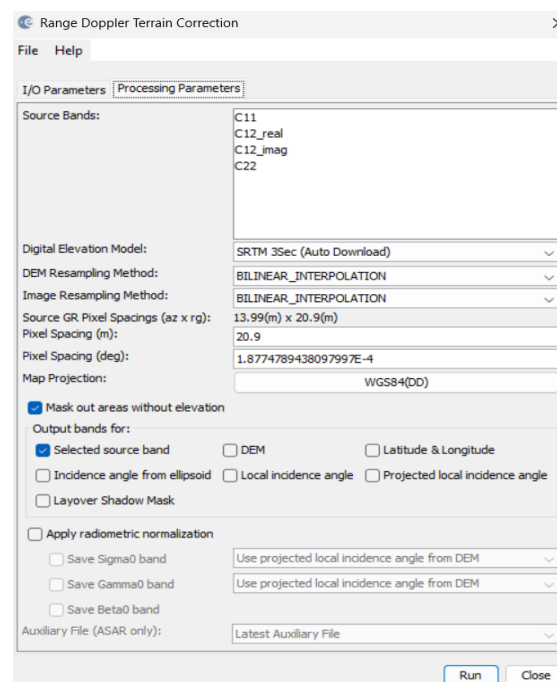 Range Doppler Terrain Correction
File Help
I/O Parameters Processing Parameters
Source Bands: C11
C12_real
C12_imag
C22
Digital Elevation Model: SRTM 3Sec (Auto Download)
DEM Resampling Method: BILINEAR_INTERPOLATION
Image Resampling Method: BILINEAR_INTERPOLATION
Source GR Pixel Spacings (az x rg): 13.99(m) x 20.9(m)
Pixel Spacing (m): 20.9
Pixel Spacing (deg): 1.8774789438097997E-4
Map Projection: WGS84(DD)
Mask out areas without elevation
Output bands for:
Selected source band DEM Latitude & Longitude
Incidence angle from ellipsoid Local incidence angle Projected local incidence angle
Layover Shadow Mask
Apply radiometric normalization
Save Sigma0 band Use projected local incidence angle from DEM
Save Gamma0 band Use projected local incidence angle from DEM
Save Beta0 band
Auxiliary File (ASAR only): Latest Auxiliary File
Run Close